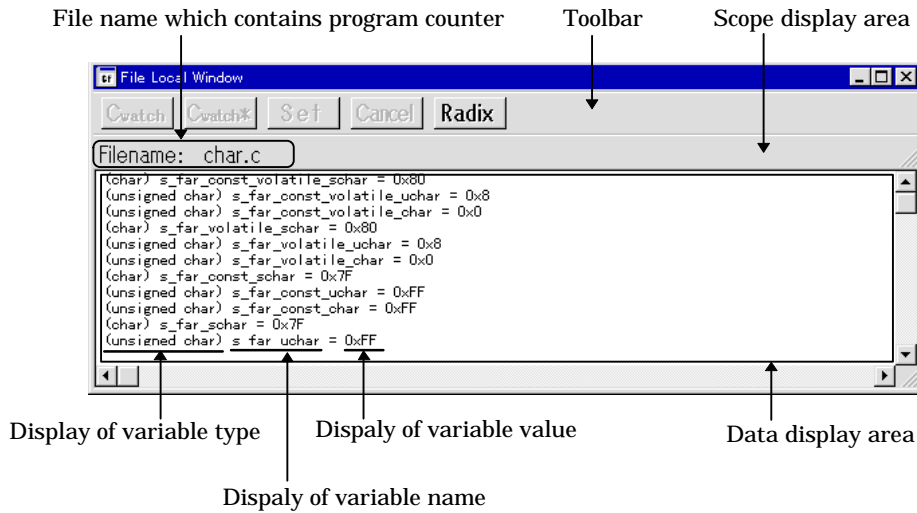 File name which contains program counter Toolbar Scope display area
File Local Window
Cwatch Cwatch* Set Cancel Radix
Filename: char.c
(char) s_far_const_volatile_schar = 0x80
(unsigned char) s_far_const_volatile_uchar = 0x8
(unsigned char) s_far_const_volatile_char = 0x0
(char) s_far_volatile_schar = 0x80
(unsigned char) s_far_volatile_uchar = 0x8
(unsigned char) s_far_volatile_char = 0x0
(char) s_far_const_schar = 0x7F
(unsigned char) s_far_const_uchar = 0xFF
(unsigned char) s_far_const_char = 0xFF
(char) s_far_schar = 0x7F
(unsigned char) s_far_uchar = 0xFF
Display of variable type Dispaly of variable value Data display area
Dispaly of variable name